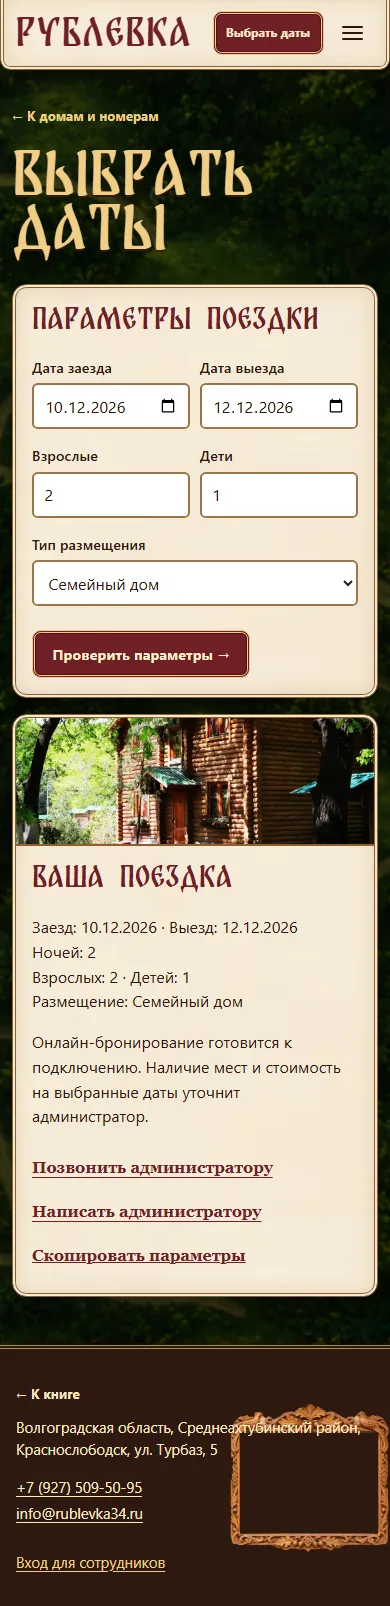 РУБЛЕВКА
Выбрать даты
← К домам и номерам
ВЫБРАТЬ
ДАТЫ
ПАРАМЕТРЫ ПОЕЗДКИ
Дата заезда
Дата выезда
10.12.2026
12.12.2026
Взрослые
Дети
2
1
Тип размещения
Семейный дом
Проверить параметры →
ВАША ПОЕЗДКА
Заезд: 10.12.2026 · Выезд: 12.12.2026
Ночей: 2
Взрослых: 2 · Детей: 1
Размещение: Семейный дом
Онлайн-бронирование готовится к
подключению. Наличие мест и стоимость
на выбранные даты уточнит
администратор.
Позвонить администратору
Написать администратору
Скопировать параметры
← К книге
Волгоградская область, Среднеахтубинский район,
Краснослободск, ул. Турбаз, 5
+7 (927) 509-50-95
info@rublevka34.ru
Вход для сотрудников